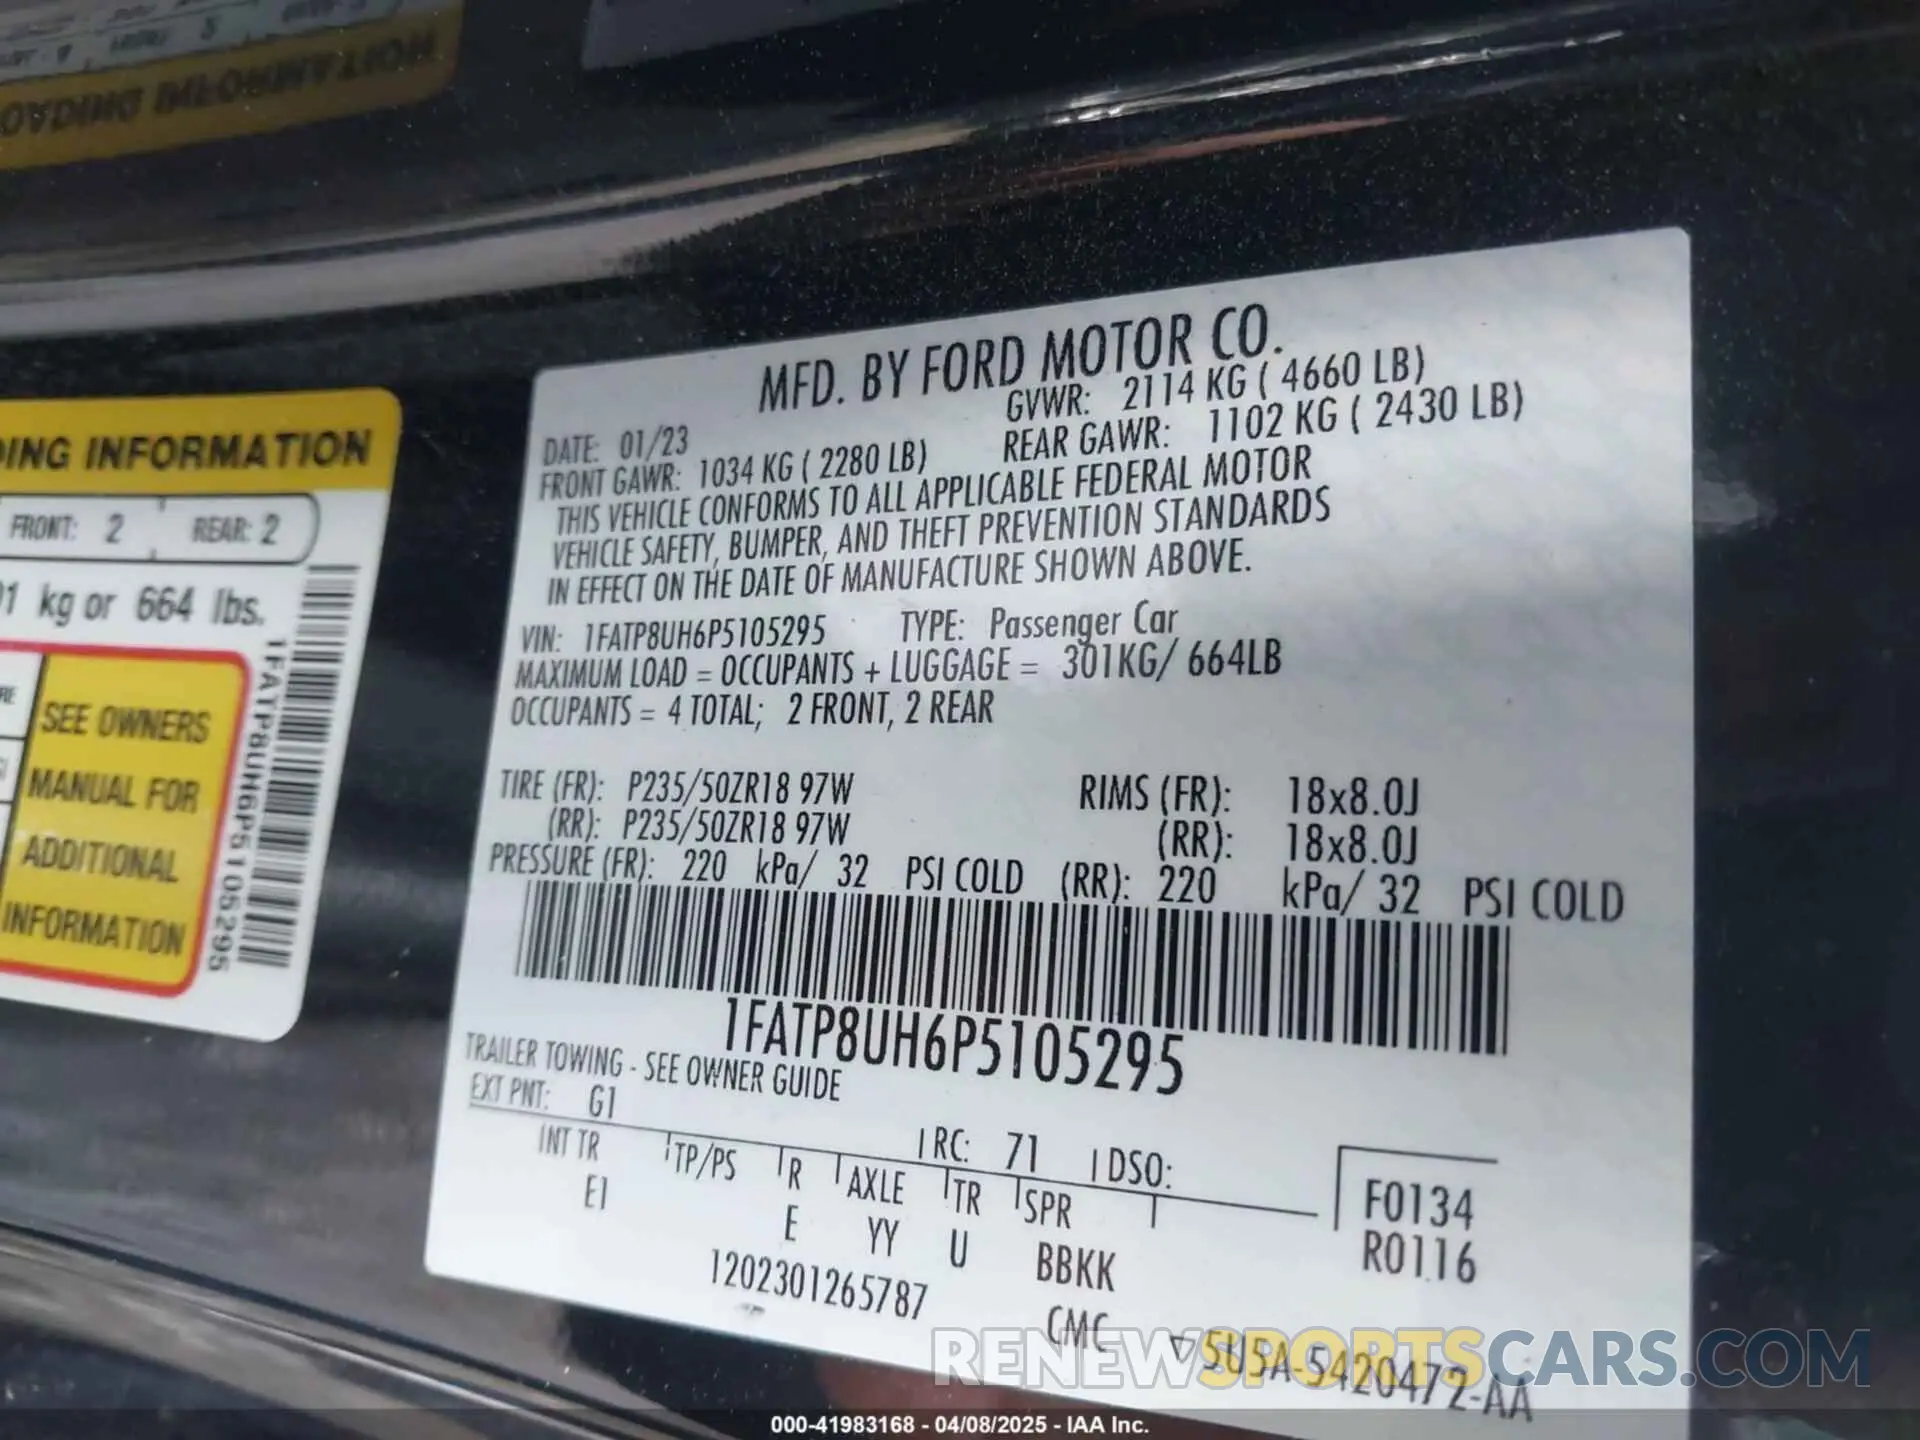 MFD. BY FORD MOTOR CO.
DATE: 01/23 GVWR: 2114 KG ( 4660 LB)
FRONT GAWR: 1034 KG ( 2280 LB) REAR GAWR: 1102 KG ( 2430 LB)
THIS VEHICLE CONFORMS TO ALL APPLICABLE FEDERAL MOTOR
VEHICLE SAFETY, BUMPER, AND THEFT PREVENTION STANDARDS
IN EFFECT ON THE DATE OF MANUFACTURE SHOWN ABOVE.
VIN: 1FATP8UH6P5105295 TYPE: Passenger Car
MAXIMUM LOAD = OCCUPANTS + LUGGAGE = 301KG/ 664LB
OCCUPANTS = 4 TOTAL; 2 FRONT, 2 REAR
TIRE (FR): P235/50ZR18 97W RIMS (FR): 18x8.0J
(RR): P235/50ZR18 97W (RR): 18x8.0J
PRESSURE (FR): 220 kPa/ 32 PSI COLD (RR): 220 kPa/ 32 PSI COLD
1FATP8UH6P5105295
TRAILER TOWING - SEE OWNER GUIDE
EXT PNT: G1 RC: 71 DSO:
INT TR TP/PS R AXLE TR SPR F0134
E1 E YY U BBKK R0116
1202301265787 CMC ▽5U5A-5420472-AA
DING INFORMATION
FRONT: 2 REAR: 2
kg or 664 lbs.
SEE OWNERS
MANUAL FOR
ADDITIONAL
INFORMATION
1FATP8UH6P5105295
RENEWSPORTSCARS.COM
000-41983168 - 04/08/2025 - IAA Inc.